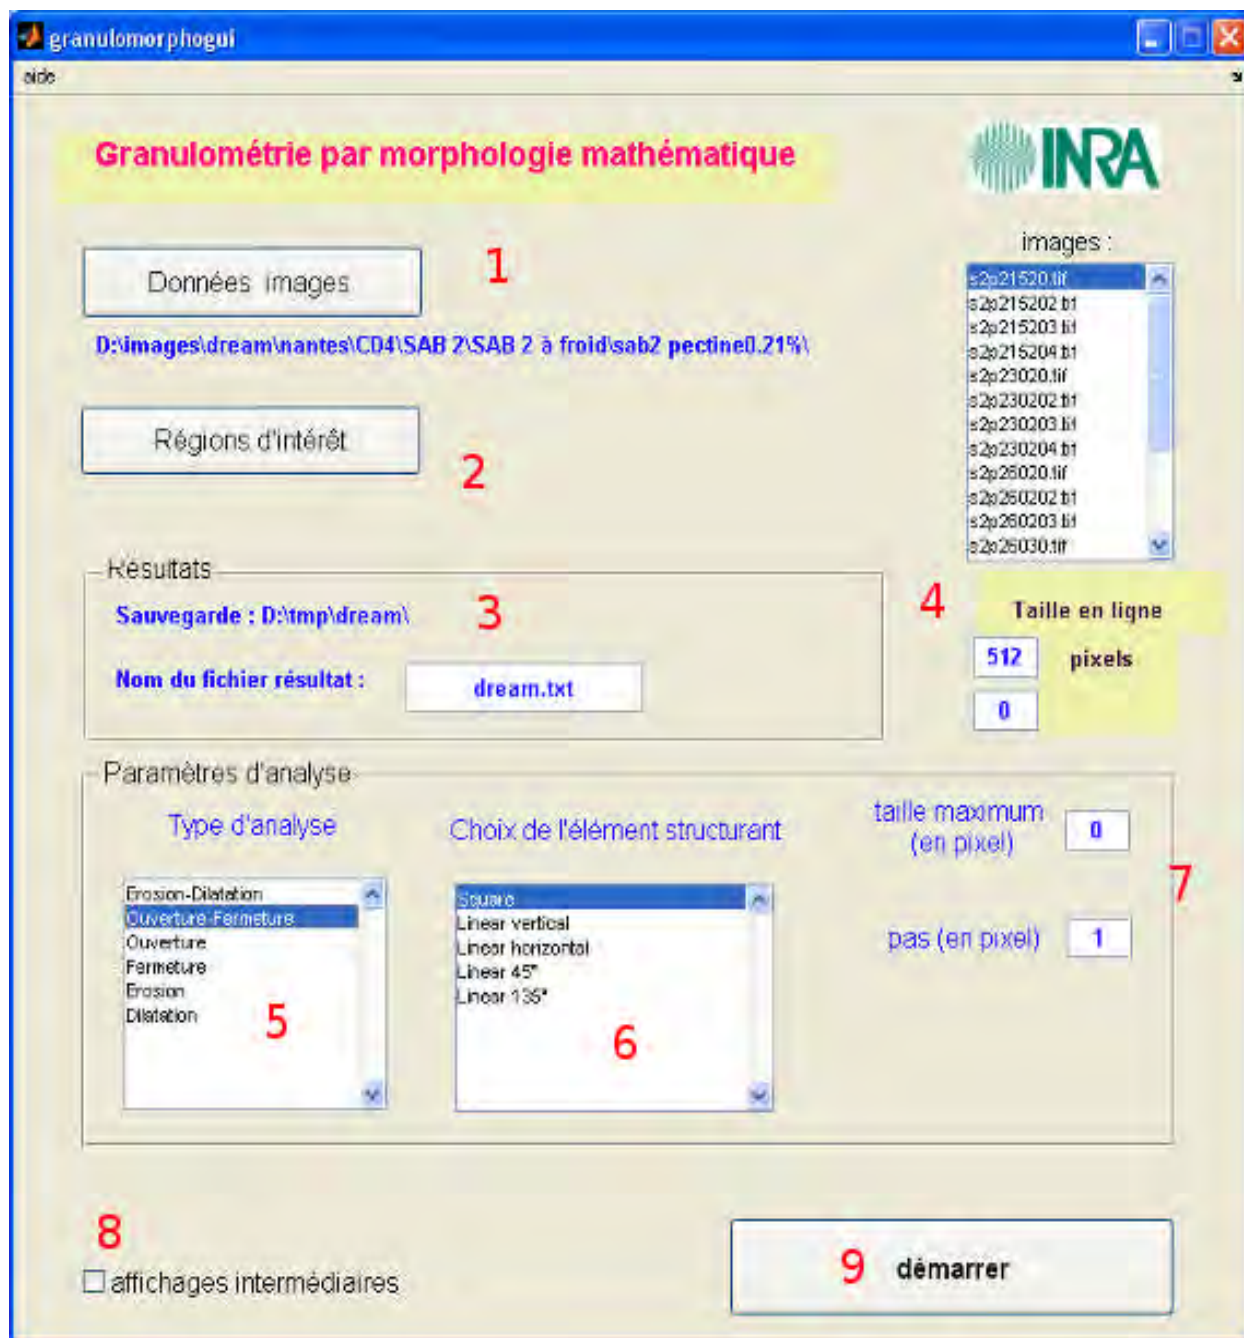 granulomorphogui
aide
Granulométrie par morphologie mathématique
INRA
1
Données images
D:\images\dream\nantes\CD4\SAB 2\SAB 2 à froid\sab2 pectine0.21%\
images :
s2p21520.tif
s2p215202.tif
s2p215203.tif
s2p215204.tif
s2p23020.tif
s2p230202.tif
s2p230203.tif
s2p230204.tif
s2p26020.tif
s2p260202.tif
s2p260203.tif
s2p26030.tif
Régions d'intérêt
2
Résultats
Sauvegarde : D:\tmp\dream\
3
Nom du fichier résultat :
dream.txt
4
Taille en ligne
512
pixels
0
Paramètres d'analyse
Type d'analyse
Erosion-Dilatation
Ouverture-Fermeture
Ouverture
Fermeture
Erosion
Dilatation
5
Choix de l'élément structurant
Square
Linear vertical
Linear horizontal
Linear 45°
Linear 135°
6
taille maximum
(en pixel)
0
7
pas (en pixel)
1
8
affichages intermédiaires
9
démarrer